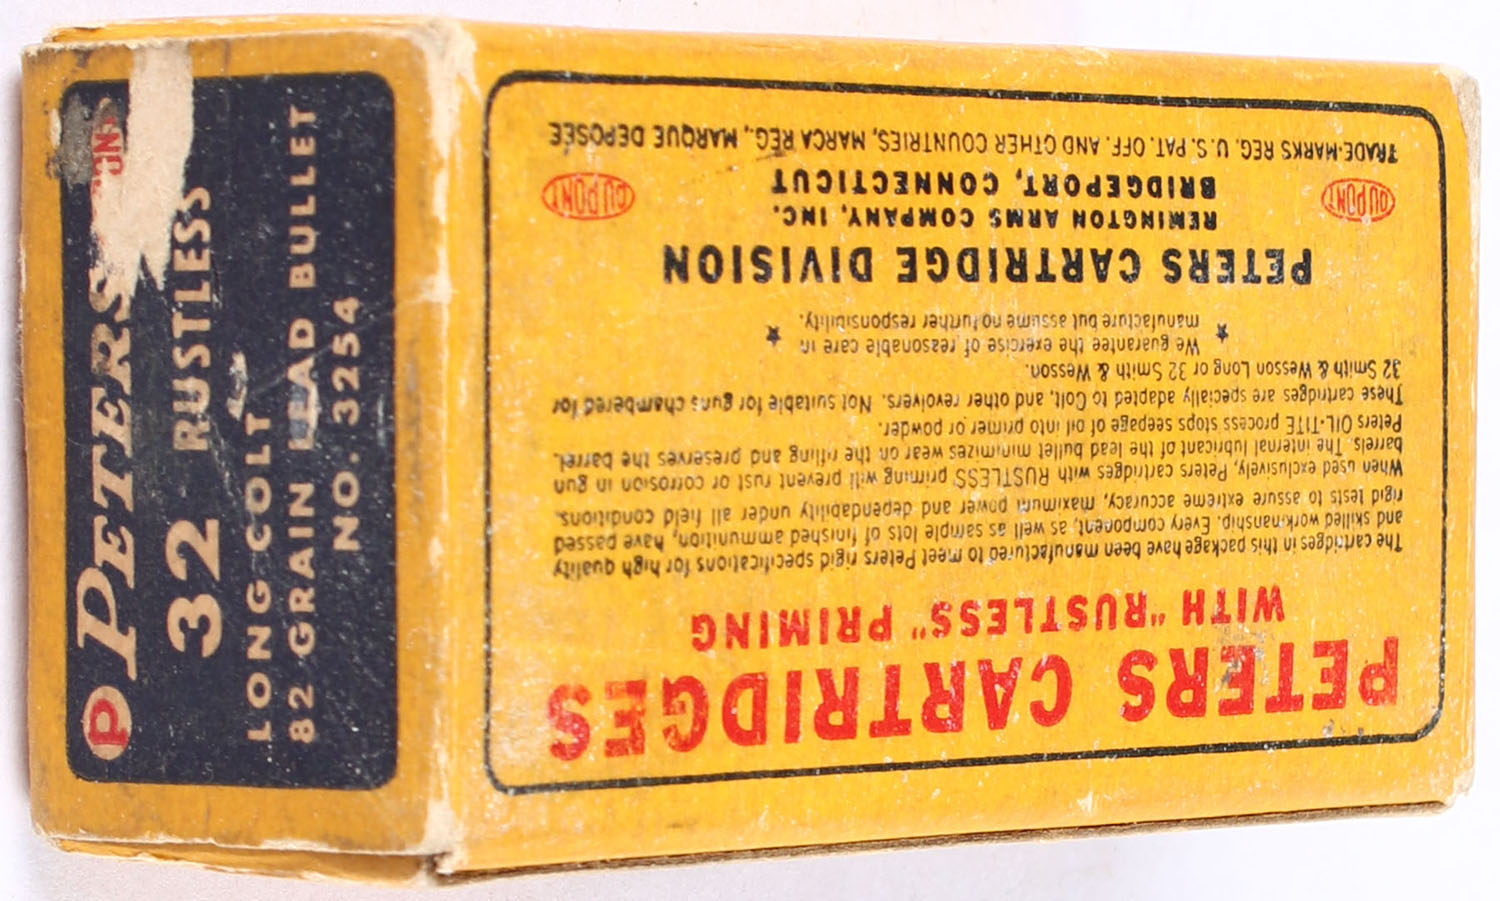 P PETERS
32 RUSTLESS
LONG COLT
82 GRAIN LEAD BULLET
NO. 3254
PETERS CARTRIDGES
WITH "RUSTLESS" PRIMING
The cartridges in this package have been manufactured to meet Peters rigid specifications for high quality
and skilled workmanship. Every component, as well as sample lots of finished ammunition, have passed
rigid tests to assure extreme accuracy, maximum power and dependability under all field conditions.
When used exclusively, Peters cartridges with RUSTLESS priming will prevent rust or corrosion in gun
barrels. The internal lubricant of the lead bullet minimizes wear on the rifling and preserves the barrel.
Peters OIL-TITE process stops seepage of oil into primer or powder.
These cartridges are specially adapted to Colt, and other revolvers. Not suitable for guns chambered for
32 Smith & Wesson Long or 32 Smith & Wesson.
We guarantee the exercise of reasonable care in
manufacture but assume no further responsibility.
PETERS CARTRIDGE DIVISION
REMINGTON ARMS COMPANY, INC.
DU PONT BRIDGEPORT, CONNECTICUT DU PONT
TRADE-MARKS REG. U.S. PAT. OFF. AND OTHER COUNTRIES, MARCA REG., MARQUE DEPOSÉE